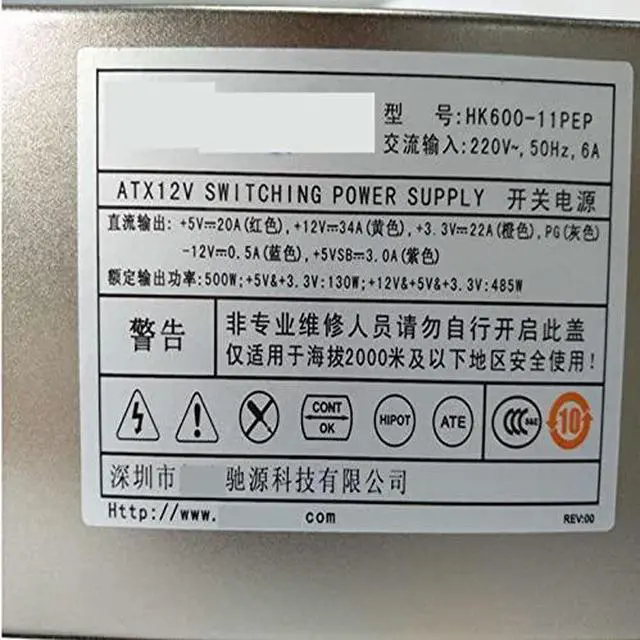 型 号:HK600-11PEP
交流输入:220V~, 50Hz, 6A
ATX12V SWITCHING POWER SUPPLY 开关电源
直流输出: +5V⎓20A(红色), +12V⎓34A(黄色), +3.3V⎓22A(橙色), PG(灰色)
-12V⎓0.5A(蓝色), +5VSB⎓3.0A(紫色)
额定输出功率:500W;+5V&+3.3V:130W;+12V&+5V&+3.3V:485W
警告
非专业维修人员请勿自行开启此盖
仅适用于海拔2000米及以下地区安全使用!
CONT
OK
HIPOT
ATE
CCC S&E
10
深圳市 驰源科技有限公司
Http://www. com
REV:00